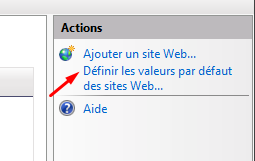 Actions
Ajouter un site Web...
Définir les valeurs par défaut
des sites Web...
Aide